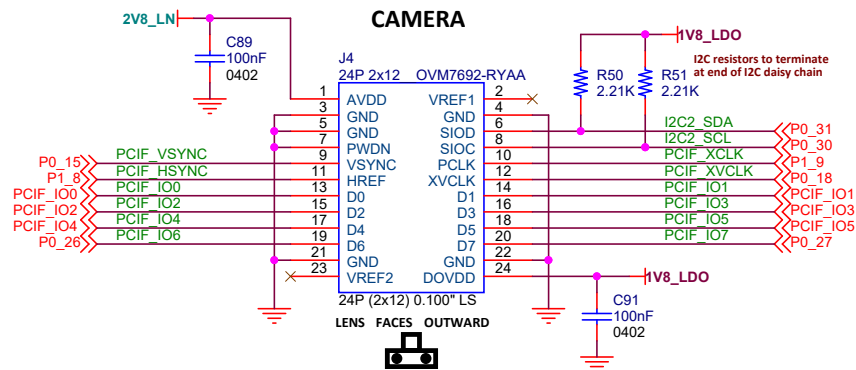 CAMERA
2V8_LN
C89
100nF
0402
1V8_LDO
I2C resistors to terminate
at end of I2C daisy chain
R50
2.21K
R51
2.21K
J4
24P 2x12 OVM7692-RYAA
1 AVDD VREF1 2
3 GND GND 4
5 GND SIOD 6 I2C2_SDA P0_31
7 PWDN SIOC 8 I2C2_SCL P0_30
P0_15 PCIF_VSYNC 9 VSYNC PCLK 10 PCIF_XCLK P1_9
P1_8 PCIF_HSYNC 11 HREF XVCLK 12 PCIF_XVCLK P0_18
PCIF_IO0 PCIF_IO0 13 D0 D1 14 PCIF_IO1 PCIF_IO1
PCIF_IO2 PCIF_IO2 15 D2 D3 16 PCIF_IO3 PCIF_IO3
PCIF_IO4 PCIF_IO4 17 D4 D5 18 PCIF_IO5 PCIF_IO5
P0_26 PCIF_IO6 19 D6 D7 20 PCIF_IO7 P0_27
21 GND GND 22
23 VREF2 DOVDD 24
1V8_LDO
24P (2x12) 0.100" LS
C91
100nF
0402
LENS FACES OUTWARD